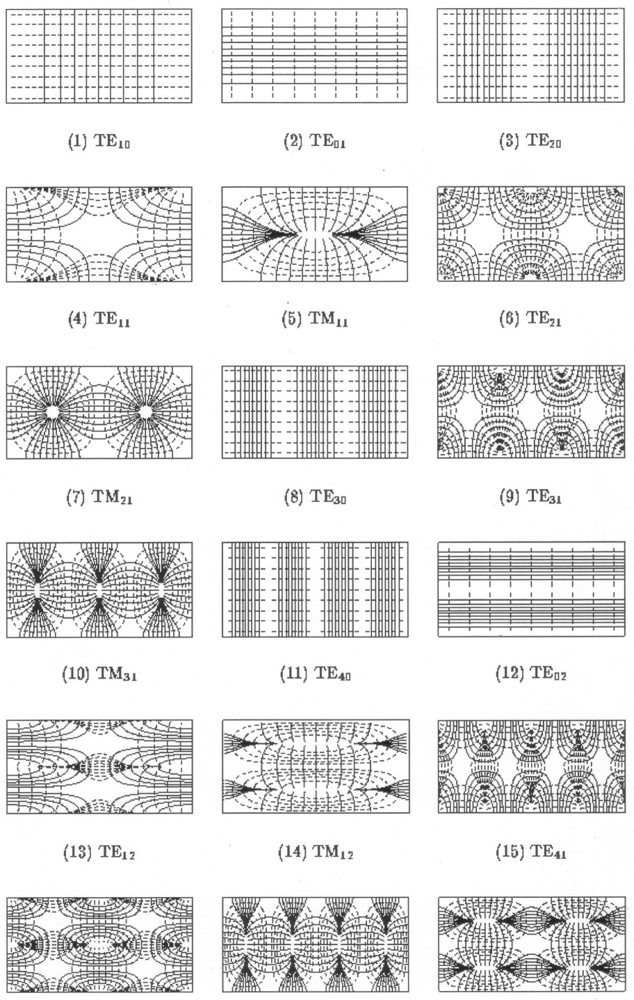 (1) TE₁₀ (2) TE₀₁ (3) TE₂₀
(4) TE₁₁ (5) TM₁₁ (6) TE₂₁
(7) TM₂₁ (8) TE₃₀ (9) TE₃₁
(10) TM₃₁ (11) TE₄₀ (12) TE₀₂
(13) TE₁₂ (14) TM₁₂ (15) TE₄₁